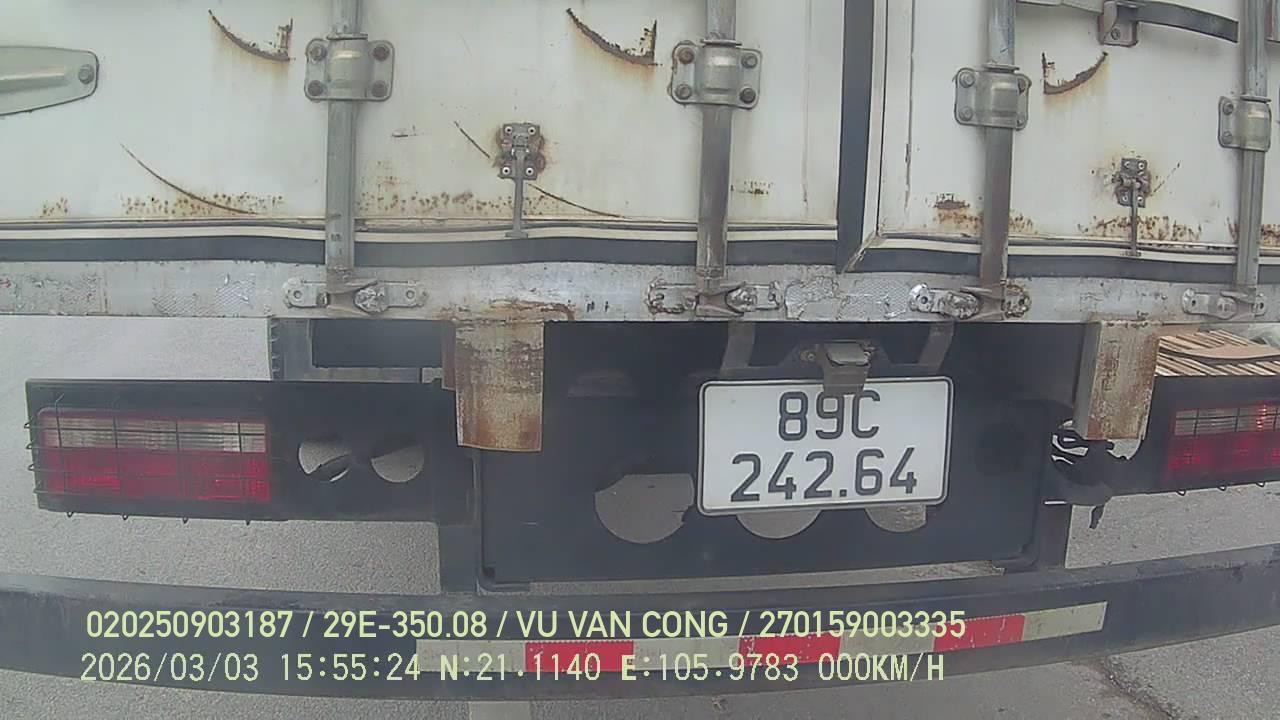 89C
242.64
020250903187 / 29E-350.08 / VU VAN CONG / 270159003335
2026/03/03 15:55:24 N:21.1140 E:105.9783 000KM/H